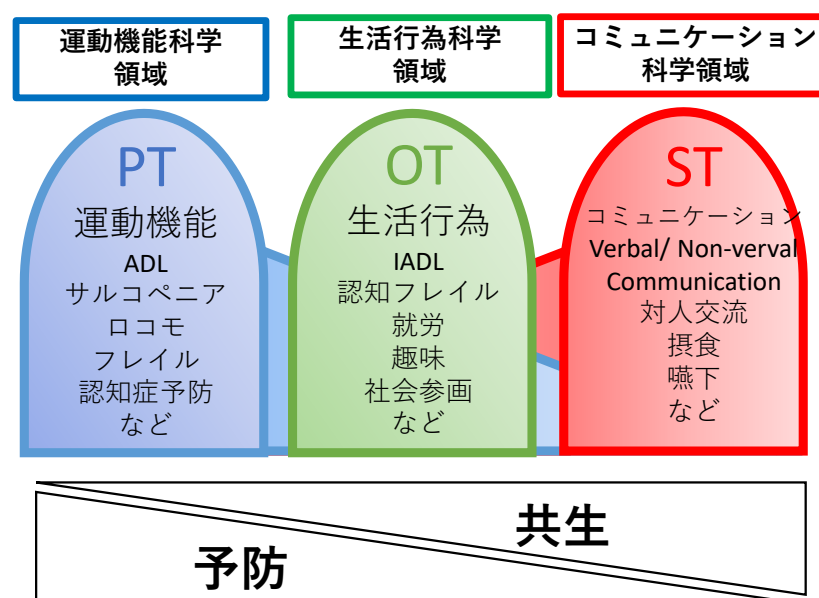 運動機能科学
領域
生活行為科学
領域
コミュニケーション
科学領域
PT
運動機能
ADL
サルコペニア
ロコモ
フレイル
認知症予防
など
OT
生活行為
IADL
認知フレイル
就労
趣味
社会参画
など
ST
コミュニケーション
Verbal/ Non-verval
Communication
対人交流
摂食
嚥下
など
共生
予防